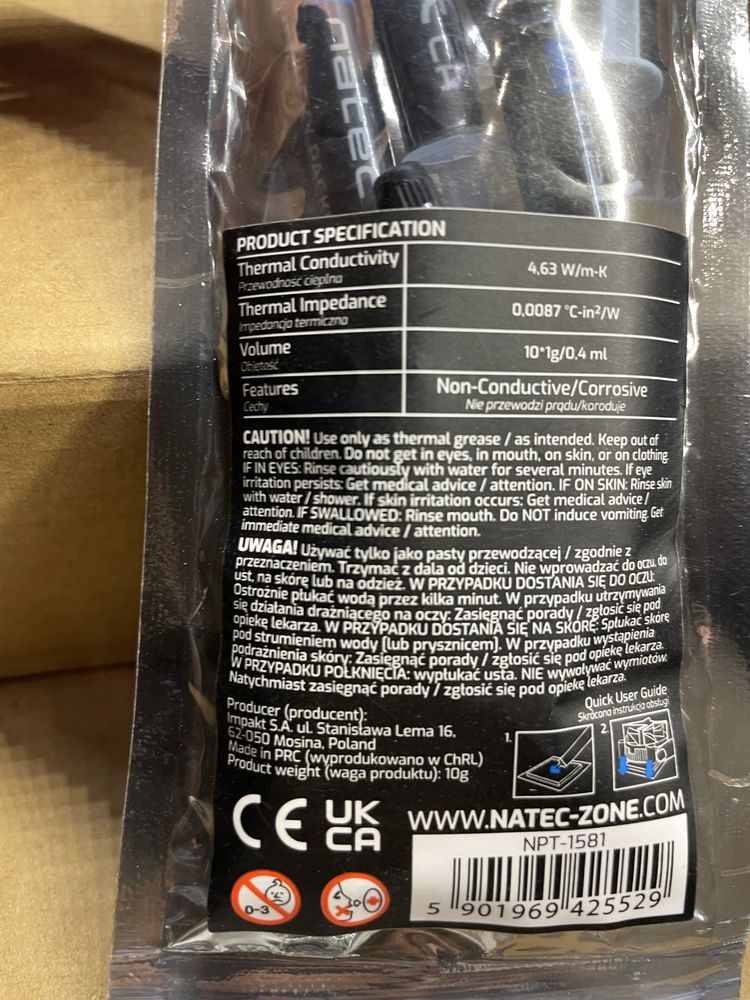 natec
UKCA
PRODUCT SPECIFICATION
Thermal Conductivity 4,63 W/m-K
Przewodność cieplna
Thermal Impedance 0,0087 °C-in²/W
Impedancja termiczna
Volume 10*1g/0,4 ml
Objętość
Features Non-Conductive/Corrosive
Cechy Nie przewodzi prądu/koroduje
CAUTION! Use only as thermal grease / as intended. Keep out of
reach of children. Do not get in eyes, in mouth, on skin, or on clothing.
IF IN EYES: Rinse cautiously with water for several minutes. If eye
irritation persists: Get medical advice / attention. IF ON SKIN: Rinse skin
with water / shower. If skin irritation occurs: Get medical advice /
attention. IF SWALLOWED: Rinse mouth. Do NOT induce vomiting. Get
immediate medical advice / attention.
UWAGA! Używać tylko jako pasty przewodzącej / zgodnie z
przeznaczeniem. Trzymać z dala od dzieci. Nie wprowadzać do oczu, do
ust, na skórę lub na odzież. W PRZYPADKU DOSTANIA SIĘ DO OCZU:
Ostrożnie płukać wodą przez kilka minut. W przypadku utrzymywania
się działania drażniącego na oczy: Zasięgnąć porady / zgłosić się pod
opiekę lekarza. W PRZYPADKU DOSTANIA SIĘ NA SKÓRĘ: Spłukać skórę
pod strumieniem wody [lub prysznicem]. W przypadku wystąpienia
podrażnienia skóry: Zasięgnąć porady / zgłosić się pod opiekę lekarza.
W PRZYPADKU POŁKNIĘCIA: wypłukać usta. NIE wywoływać wymiotów.
Natychmiast zasięgnąć porady / zgłosić się pod opiekę lekarza.
Quick User Guide
Skrócona instrukcja obsługi
1. 2.
Producer (producent):
Impakt S.A. ul. Stanisława Lema 16,
62-050 Mosina, Poland
Made in PRC (wyprodukowano w ChRL)
Product weight (waga produktu): 10g
CE UK
CA
WWW.NATEC-ZONE.COM
NPT-1581
0-3
5 901969 425529